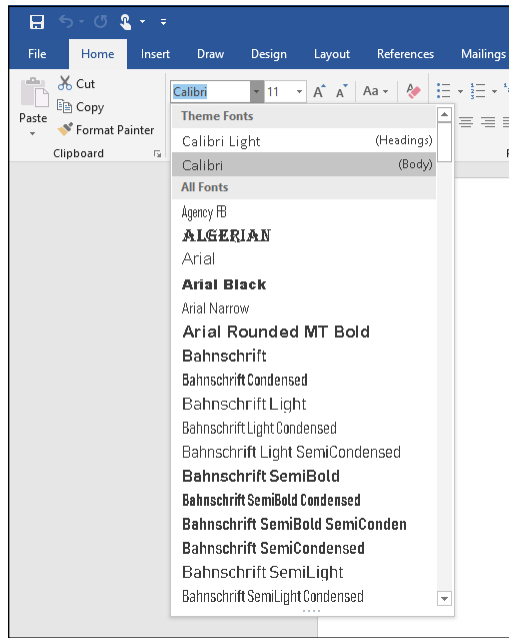 File Home Insert Draw Design Layout References Mailings
Cut
Copy
Paste
Format Painter
Clipboard
Calibri 11 Aa
Theme Fonts
Calibri Light (Headings)
Calibri (Body)
All Fonts
Agency FB
ALGERIAN
Arial
Arial Black
Arial Narrow
Arial Rounded MT Bold
Bahnschrift
Bahnschrift Condensed
Bahnschrift Light
Bahnschrift Light Condensed
Bahnschrift Light SemiCondensed
Bahnschrift SemiBold
Bahnschrift SemiBold Condensed
Bahnschrift SemiBold SemiConden
Bahnschrift SemiCondensed
Bahnschrift SemiLight
Bahnschrift SemiLight Condensed